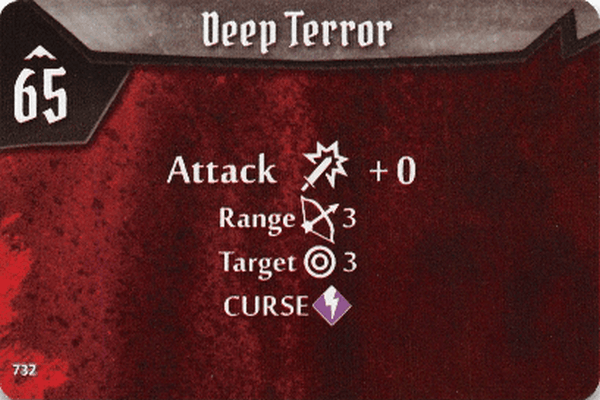 Deep Terror
65
Attack + 0
Range 3
Target 3
CURSE
732